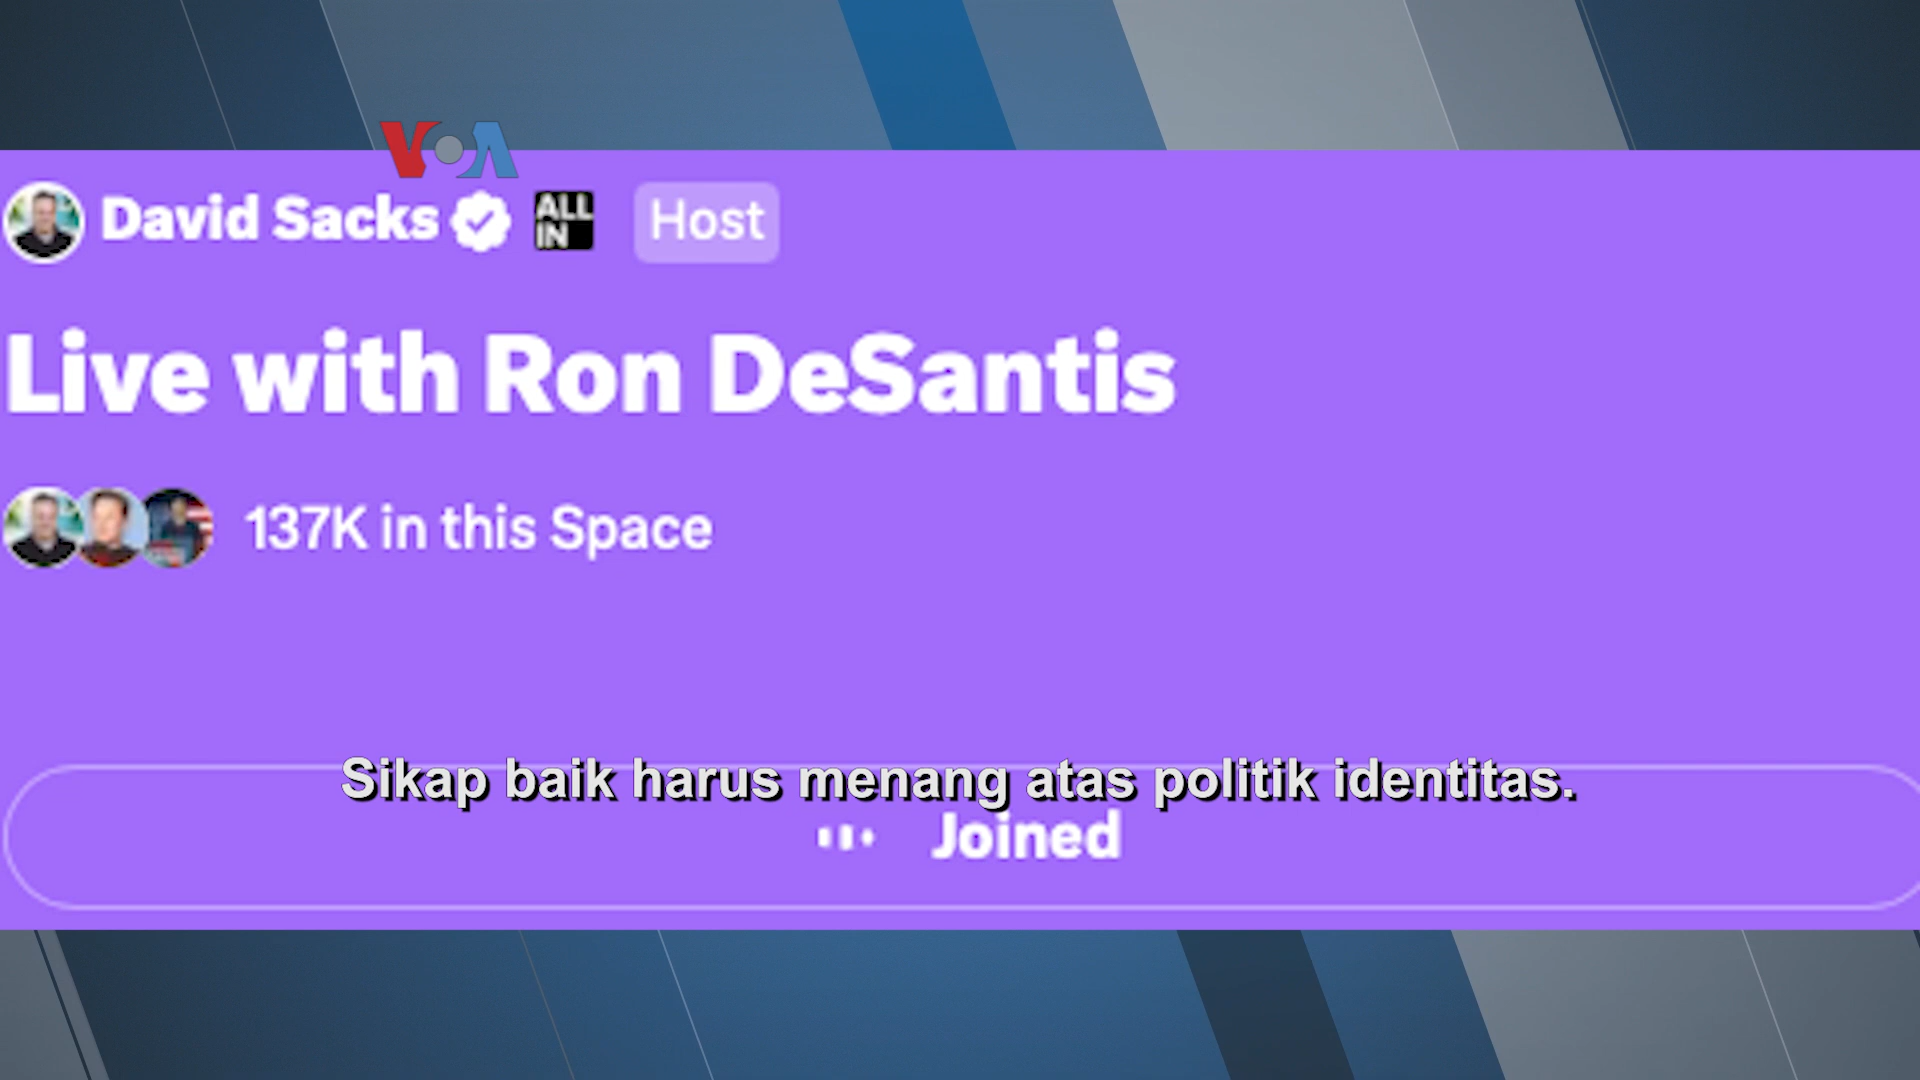 VOA
David Sacks ALL IN Host
Live with Ron DeSantis
137K in this Space
Sikap baik harus menang atas politik identitas.
Joined